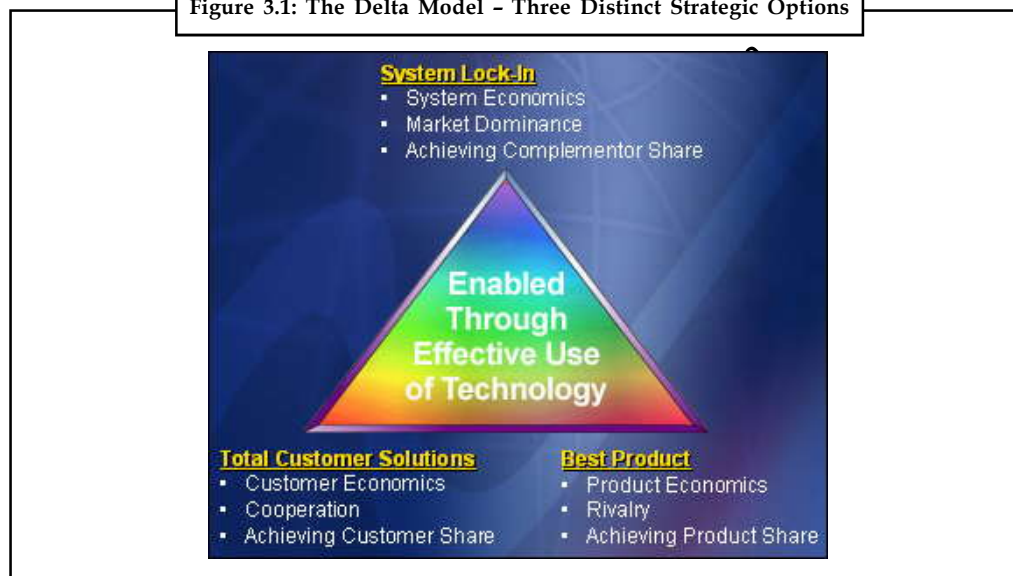 Figure 3.1: The Delta Model – Three Distinct Strategic Options
System Lock-In
▪ System Economics
▪ Market Dominance
▪ Achieving Complementor Share
Enabled
Through
Effective Use
of Technology
Total Customer Solutions
▪ Customer Economics
▪ Cooperation
▪ Achieving Customer Share
Best Product
▪ Product Economics
▪ Rivalry
▪ Achieving Product Share